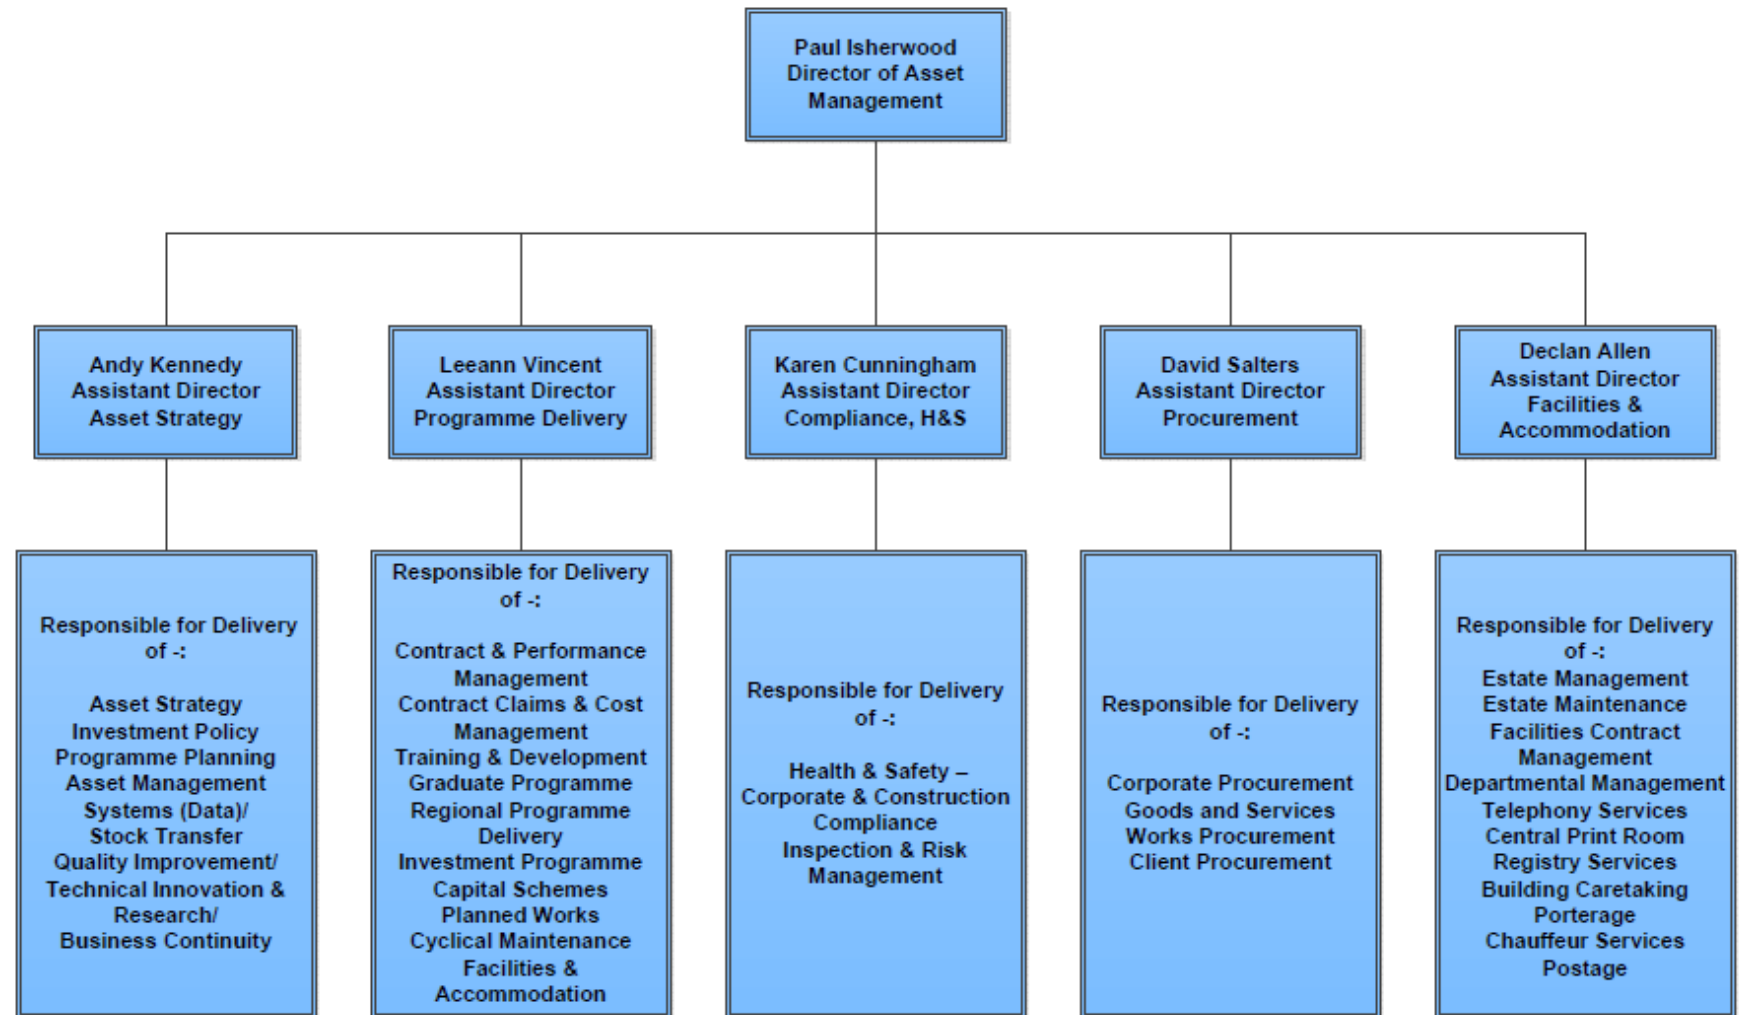 Paul Isherwood
Director of Asset
Management
Andy Kennedy
Assistant Director
Asset Strategy
Leeann Vincent
Assistant Director
Programme Delivery
Karen Cunningham
Assistant Director
Compliance, H&S
David Salters
Assistant Director
Procurement
Declan Allen
Assistant Director
Facilities &
Accommodation
Responsible for Delivery
of -:
Asset Strategy
Investment Policy
Programme Planning
Asset Management
Systems (Data)/
Stock Transfer
Quality Improvement/
Technical Innovation &
Research/
Business Continuity
Responsible for Delivery
of -:
Contract & Performance
Management
Contract Claims & Cost
Management
Training & Development
Graduate Programme
Regional Programme
Delivery
Investment Programme
Capital Schemes
Planned Works
Cyclical Maintenance
Facilities &
Accommodation
Responsible for Delivery
of -:
Health & Safety –
Corporate & Construction
Compliance
Inspection & Risk
Management
Responsible for Delivery
of -:
Corporate Procurement
Goods and Services
Works Procurement
Client Procurement
Responsible for Delivery
of -:
Estate Management
Estate Maintenance
Facilities Contract
Management
Departmental Management
Telephony Services
Central Print Room
Registry Services
Building Caretaking
Porterage
Chauffeur Services
Postage